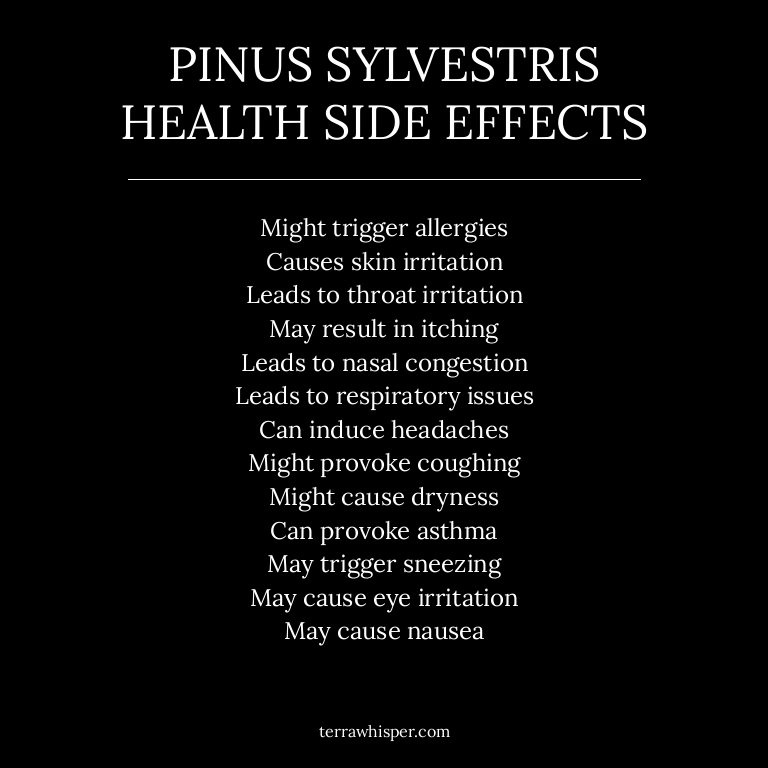 PINUS SYLVESTRIS
HEALTH SIDE EFFECTS
Might trigger allergies
Causes skin irritation
Leads to throat irritation
May result in itching
Leads to nasal congestion
Leads to respiratory issues
Can induce headaches
Might provoke coughing
Might cause dryness
Can provoke asthma
May trigger sneezing
May cause eye irritation
May cause nausea
terrawhisper.com